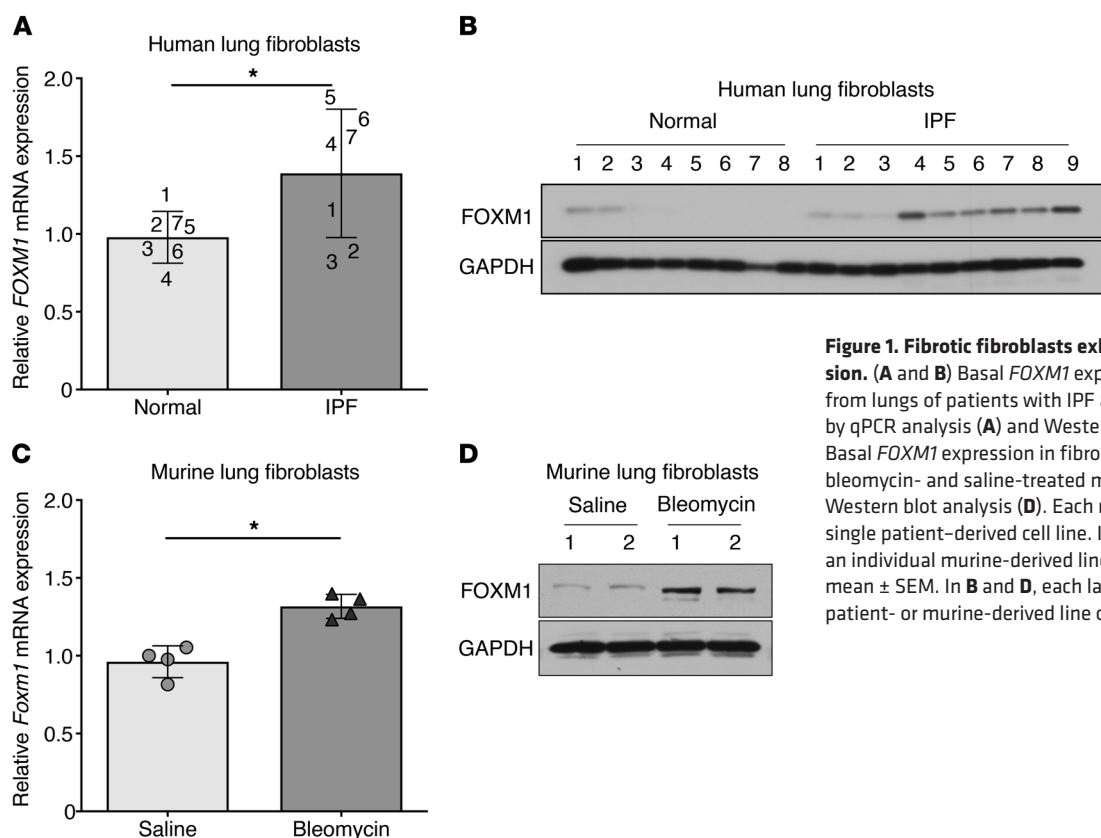 A
Human lung fibroblasts
Relative FOXM1 mRNA expression
2.0
1.5
1.0
0.5
0
*
1
2 7 5
3 6
4
5
6
4 7
1
2
3
Normal IPF
B
Human lung fibroblasts
Normal IPF
1 2 3 4 5 6 7 8 1 2 3 4 5 6 7 8 9
FOXM1
GAPDH
Figure 1. Fibrotic fibroblasts exh
sion. (A and B) Basal FOXM1 exp
from lungs of patients with IPF a
by qPCR analysis (A) and Weste
Basal FOXM1 expression in fibro
bleomycin- and saline-treated m
Western blot analysis (D). Each n
single patient–derived cell line. I
an individual murine-derived line
mean ± SEM. In B and D, each la
patient- or murine-derived line o
C
Murine lung fibroblasts
Relative Foxm1 mRNA expression
2.0
1.5
1.0
0.5
0
*
Saline Bleomycin
D
Murine lung fibroblasts
Saline Bleomycin
1 2 1 2
FOXM1
GAPDH